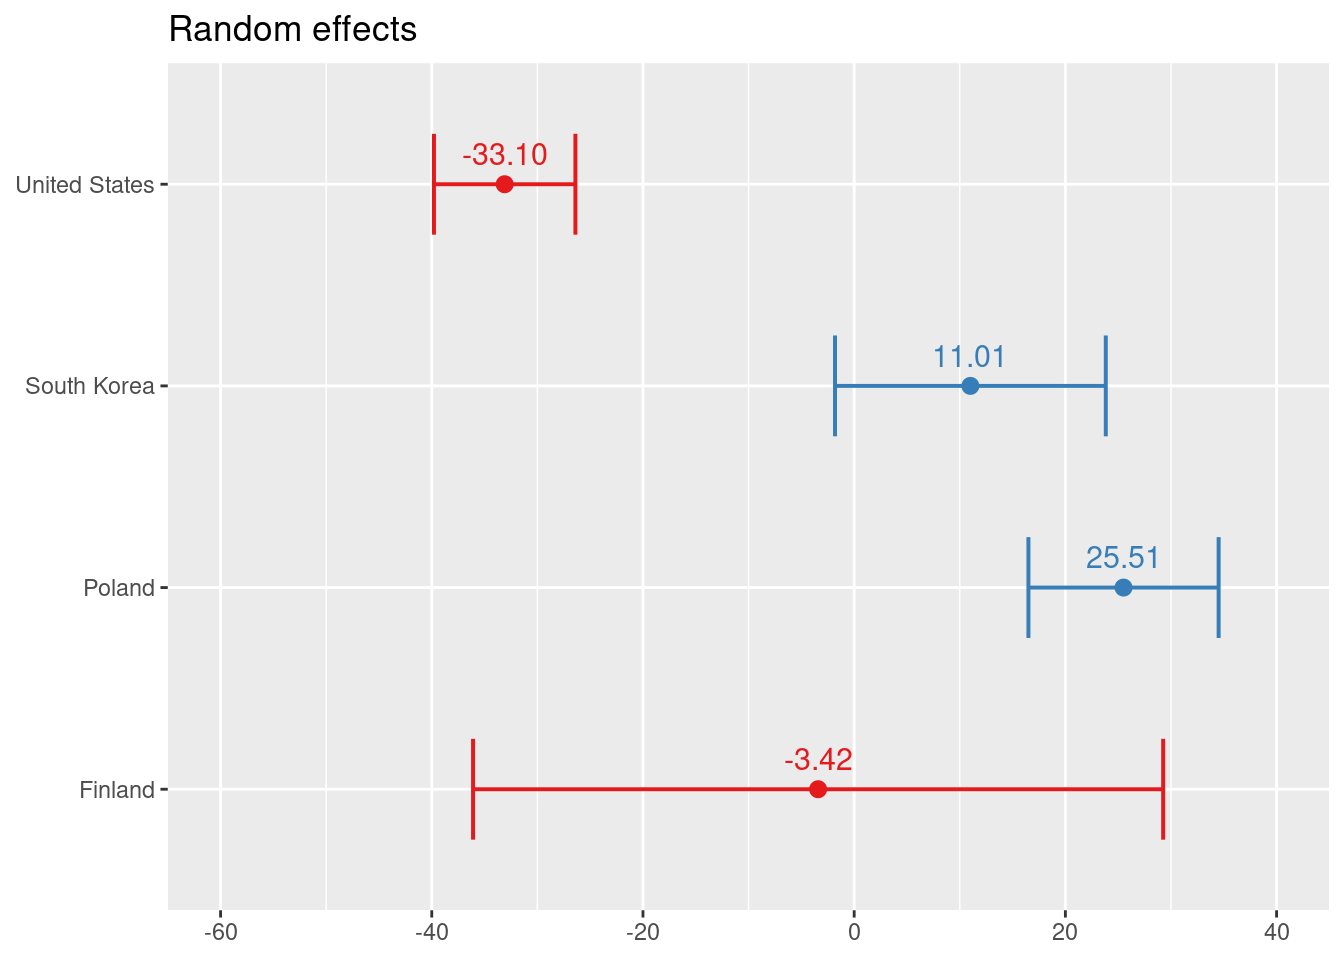 Random effects
United States
-33.10
South Korea
11.01
Poland
25.51
Finland
-3.42
-60 -40 -20 0 20 40